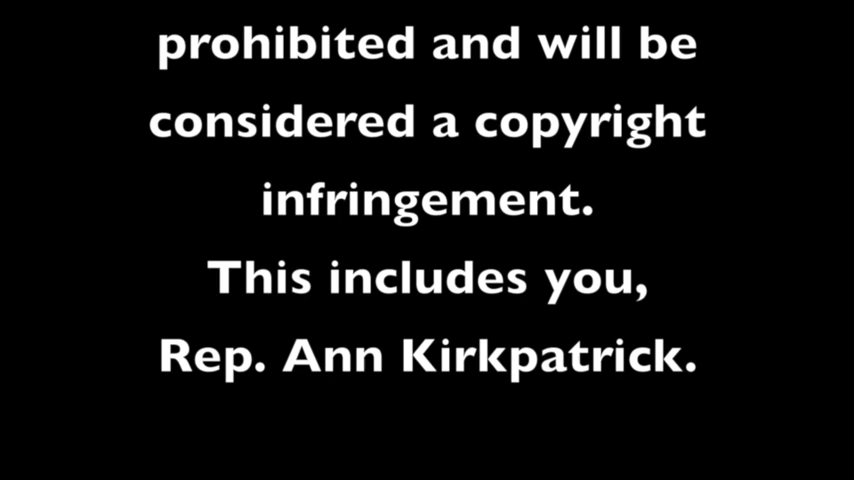 prohibited and will be
considered a copyright
infringement.
This includes you,
Rep. Ann Kirkpatrick.